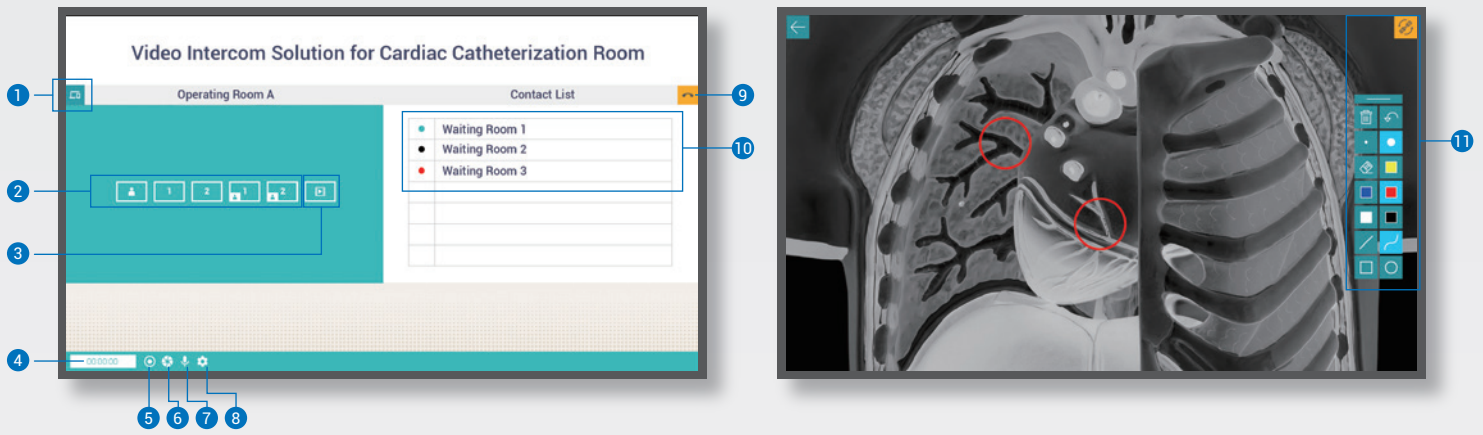 Video Intercom Solution for Cardiac Catheterization Room
1
Operating Room A
Contact List
9
Waiting Room 1
Waiting Room 2
Waiting Room 3
10
11
2
1
2
1
2
3
4
00:00:00
5
6
7
8